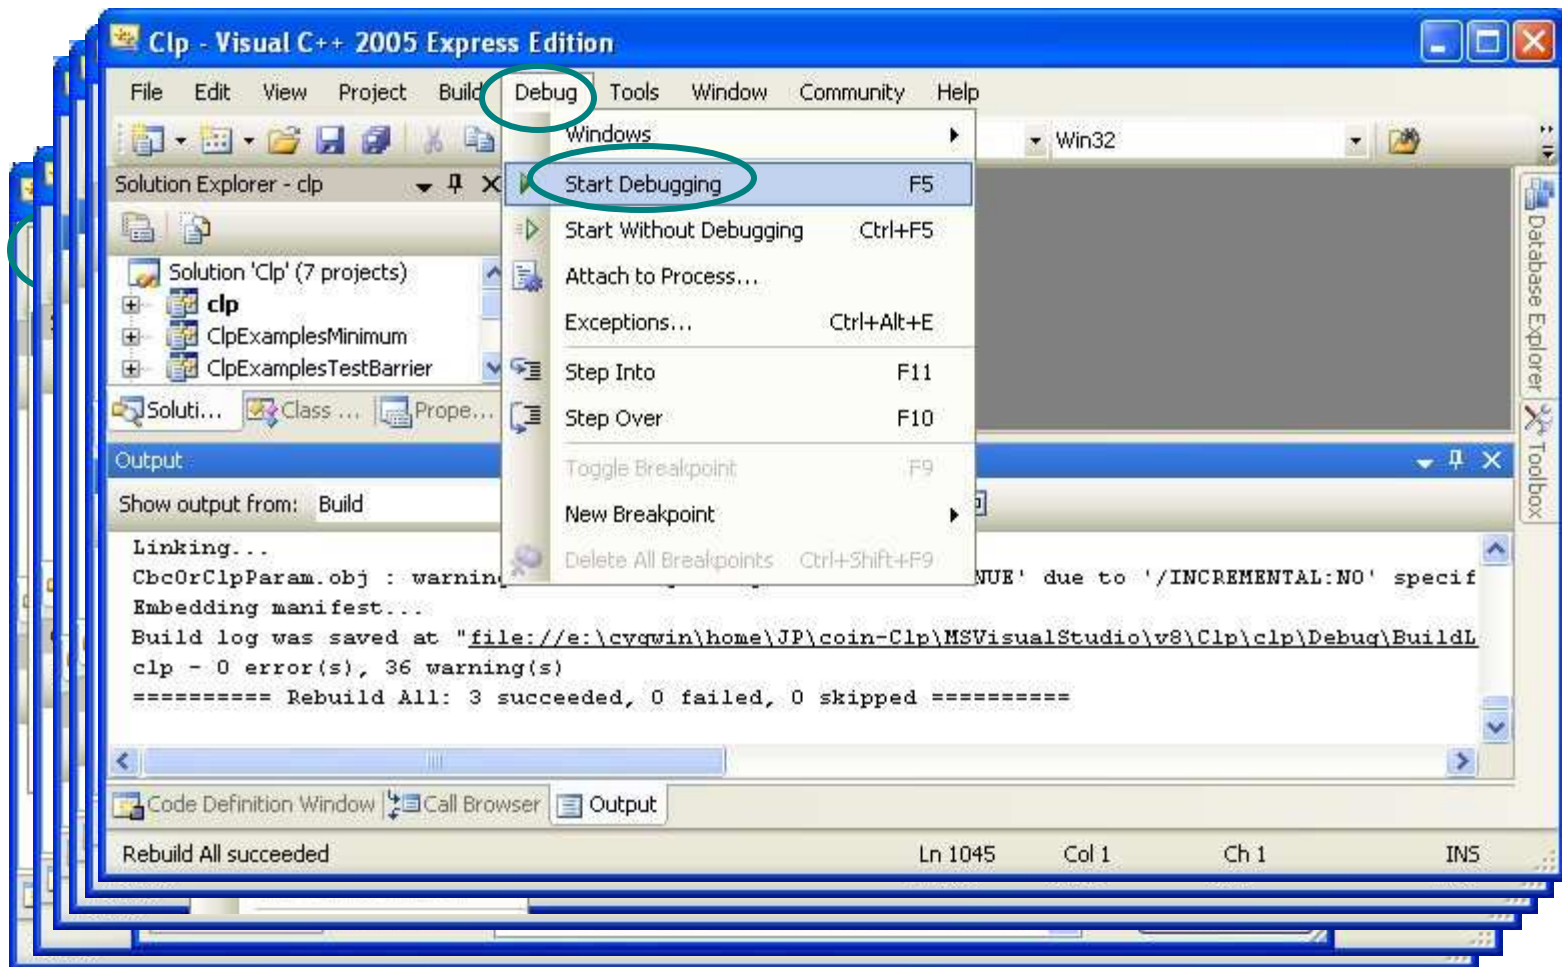 Clp - Visual C++ 2005 Express Edition
File Edit View Project Build Debug Tools Window Community Help
Windows
Win32
Solution Explorer - clp
Start Debugging F5
Start Without Debugging Ctrl+F5
Attach to Process...
Exceptions... Ctrl+Alt+E
Step Into F11
Step Over F10
Toggle Breakpoint F9
New Breakpoint
Delete All Breakpoints Ctrl+Shift+F9
Solution 'Clp' (7 projects)
clp
ClpExamplesMinimum
ClpExamplesTestBarrier
Soluti... Class ... Prope...
Database Explorer
Toolbox
Output
Show output from: Build
Linking...
CbcOrClpParam.obj : warning NUE' due to '/INCREMENTAL:NO' specif
Embedding manifest...
Build log was saved at "file://e:\cygwin\home\JP\coin-Clp\MSVisualStudio\v8\Clp\clp\Debug\BuildL
clp - 0 error(s), 36 warning(s)
========== Rebuild All: 3 succeeded, 0 failed, 0 skipped ==========
Code Definition Window Call Browser Output
Rebuild All succeeded Ln 1045 Col 1 Ch 1 INS